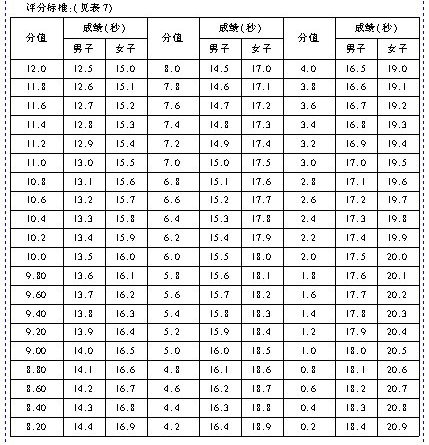 评分标准:(见表7)
分值 成绩(秒) 分值 成绩(秒) 分值 成绩(秒)
男子 女子 男子 女子 男子 女子
12.0 12.5 15.0 8.0 14.5 17.0 4.0 16.5 19.0
11.8 12.6 15.1 7.8 14.6 17.1 3.8 16.6 19.1
11.6 12.7 15.2 7.6 14.7 17.2 3.6 16.7 19.2
11.4 12.8 15.3 7.4 14.8 17.3 3.4 16.8 19.3
11.2 12.9 15.4 7.2 14.9 17.4 3.2 16.9 19.4
11.0 13.0 15.5 7.0 15.0 17.5 3.0 17.0 19.5
10.8 13.1 15.6 6.8 15.1 17.6 2.8 17.1 19.6
10.6 13.2 15.7 6.6 15.2 17.7 2.6 17.2 19.7
10.4 13.3 15.8 6.4 15.3 17.8 2.4 17.3 19.8
10.2 13.4 15.9 6.2 15.4 17.9 2.2 17.4 19.9
10.0 13.5 16.0 6.0 15.5 18.0 2.0 17.5 20.0
9.80 13.6 16.1 5.8 15.6 18.1 1.8 17.6 20.1
9.60 13.7 16.2 5.6 15.7 18.2 1.6 17.7 20.2
9.40 13.8 16.3 5.4 15.8 18.3 1.4 17.8 20.3
9.20 13.9 16.4 5.2 15.9 18.4 1.2 17.9 20.4
9.00 14.0 16.5 5.0 16.0 18.5 1.0 18.0 20.5
8.80 14.1 16.6 4.8 16.1 18.6 0.8 18.1 20.6
8.60 14.2 16.7 4.6 16.2 18.7 0.6 18.2 20.7
8.40 14.3 16.8 4.4 16.3 18.8 0.4 18.3 20.8
8.20 14.4 16.9 4.2 16.4 18.9 0.2 18.4 20.9